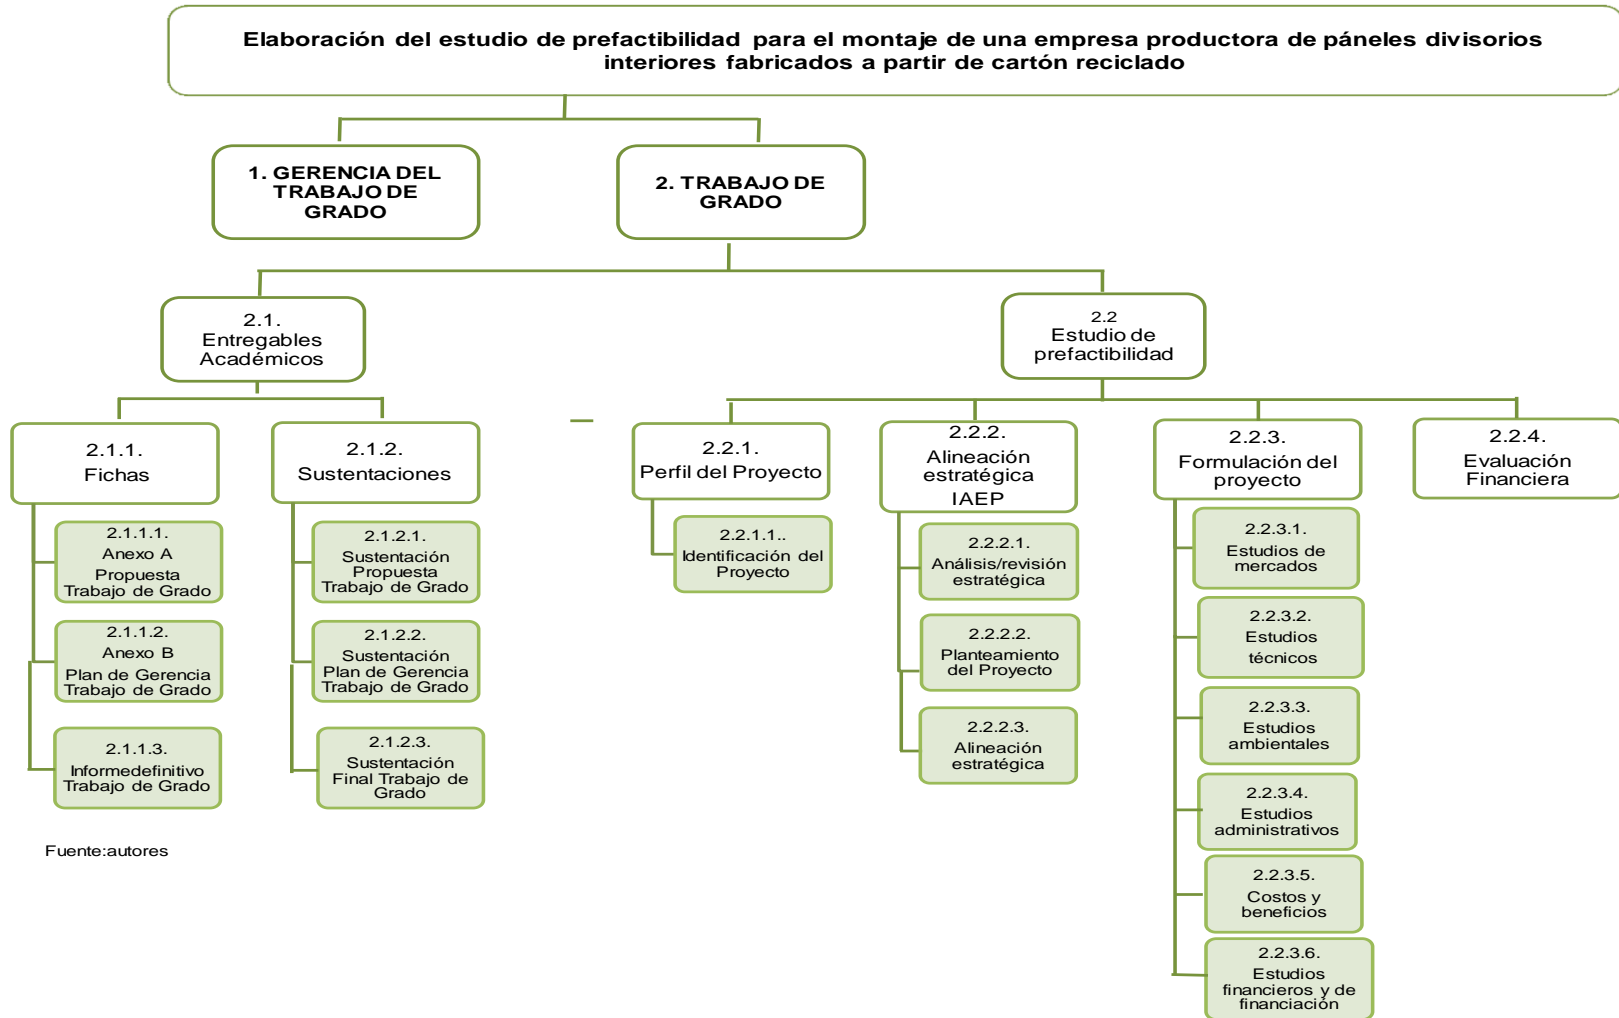 Elaboración del estudio de prefactibilidad para el montaje de una empresa productora de páneles divisorios
interiores fabricados a partir de cartón reciclado
1. GERENCIA DEL
TRABAJO DE
GRADO
2. TRABAJO DE
GRADO
2.1.
Entregables
Académicos
2.2
Estudio de
prefactibilidad
2.1.1.
Fichas
2.1.2.
Sustentaciones
2.2.1.
Perfil del Proyecto
2.2.2.
Alineación
estratégica
IAEP
2.2.3.
Formulación del
proyecto
2.2.4.
Evaluación
Financiera
2.1.1.1.
Anexo A
Propuesta
Trabajo de Grado
2.1.1.2.
Anexo B
Plan de Gerencia
Trabajo de Grado
2.1.1.3.
Informedefinitivo
Trabajo de Grado
2.1.2.1.
Sustentación
Propuesta
Trabajo de Grado
2.1.2.2.
Sustentación
Plan de Gerencia
Trabajo de Grado
2.1.2.3.
Sustentación
Final Trabajo de
Grado
2.2.1.1..
Identificación del
Proyecto
2.2.2.1.
Análisis/revisión
estratégica
2.2.2.2.
Planteamiento
del Proyecto
2.2.2.3.
Alineación
estratégica
2.2.3.1.
Estudios de
mercados
2.2.3.2.
Estudios
técnicos
2.2.3.3.
Estudios
ambientales
2.2.3.4.
Estudios
administrativos
2.2.3.5.
Costos y
beneficios
2.2.3.6.
Estudios
financieros y de
financiación
Fuente:autores